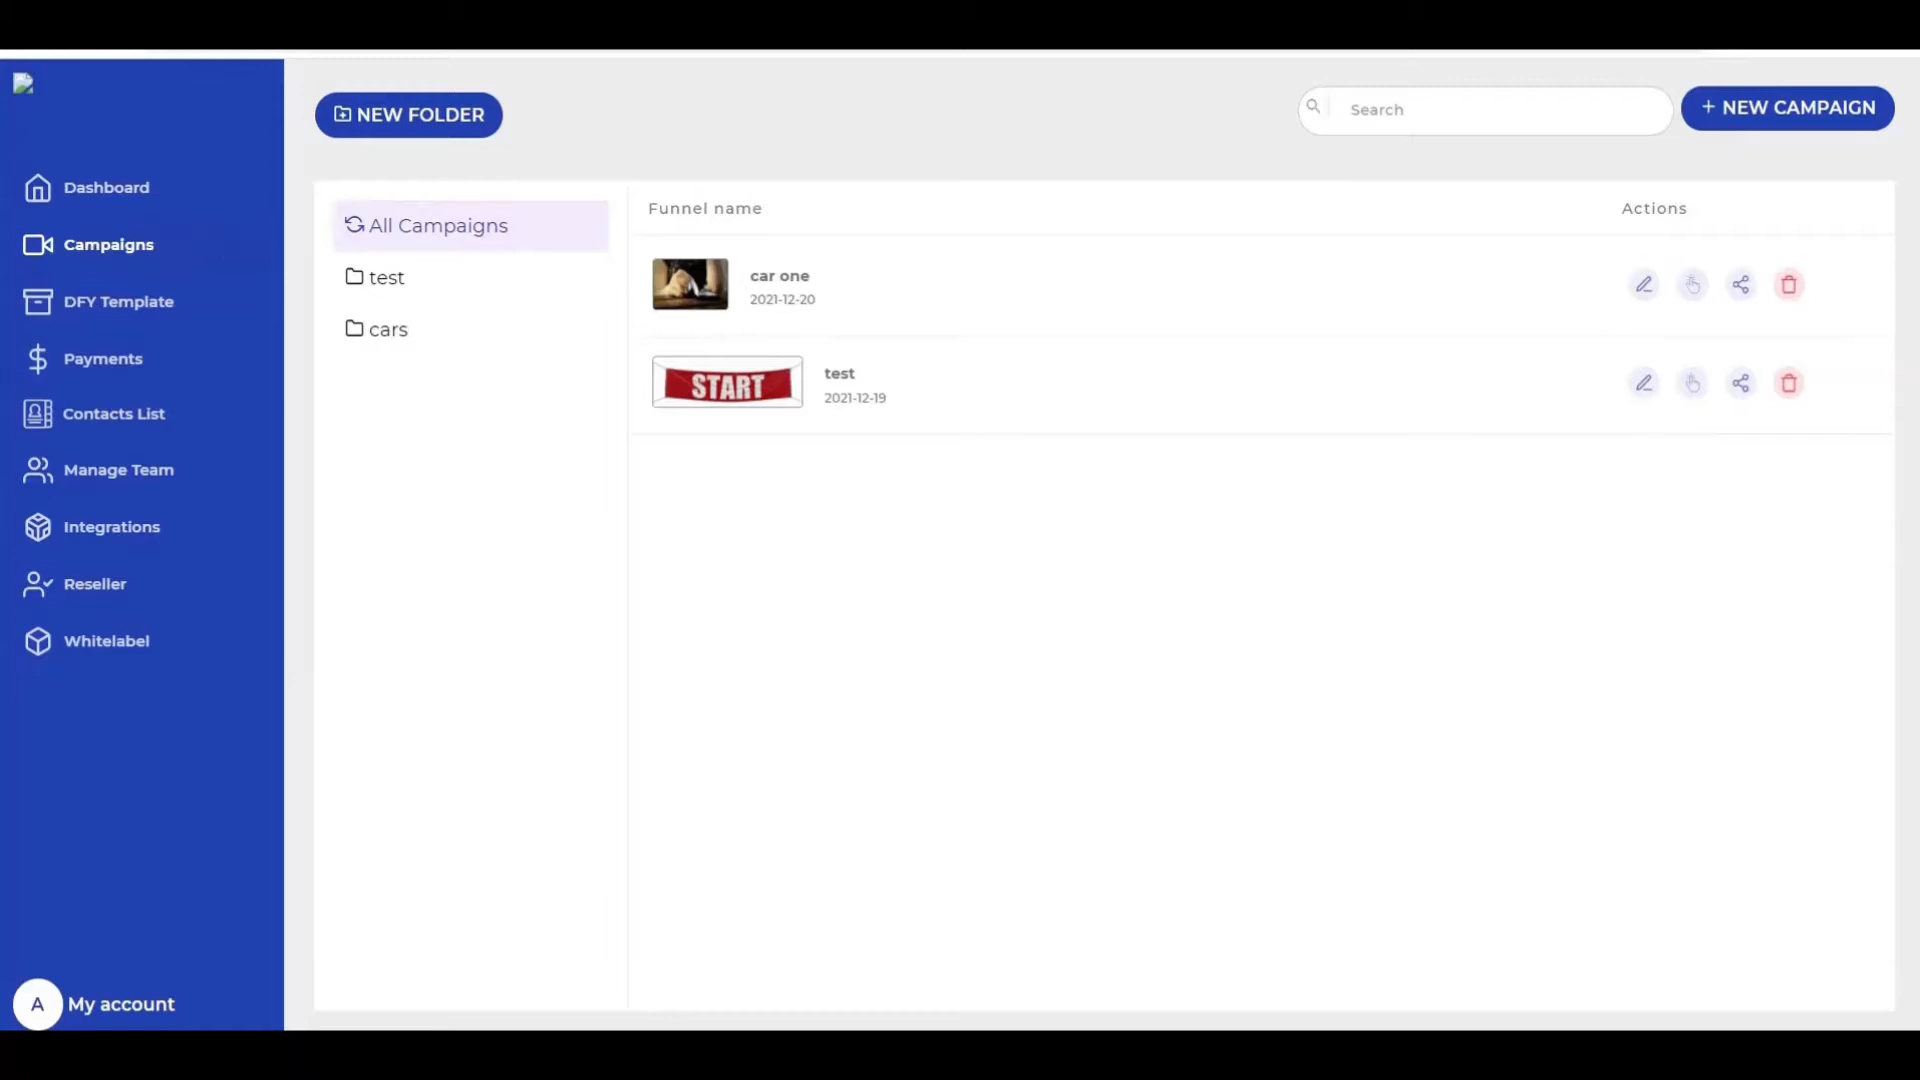 NEW FOLDER
Search
+ NEW CAMPAIGN
Dashboard
Campaigns
DFY Template
Payments
Contacts List
Manage Team
Integrations
Reseller
Whitelabel
A My account
All Campaigns
test
cars
Funnel name
Actions
car one
2021-12-20
START
test
2021-12-19